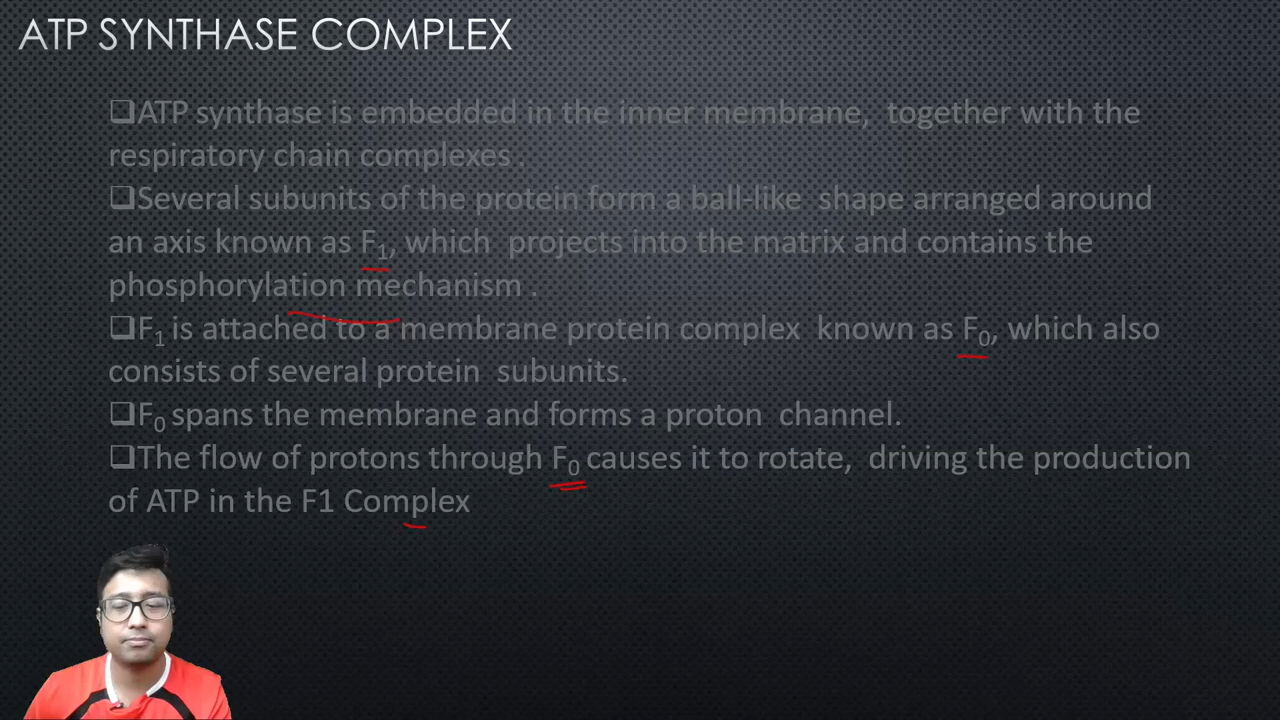 ATP SYNTHASE COMPLEX
❑ATP synthase is embedded in the inner membrane, together with the
respiratory chain complexes .
❑Several subunits of the protein form a ball-like shape arranged around
an axis known as F₁, which projects into the matrix and contains the
phosphorylation mechanism .
❑F₁ is attached to a membrane protein complex known as F₀, which also
consists of several protein subunits.
❑F₀ spans the membrane and forms a proton channel.
❑The flow of protons through F₀ causes it to rotate, driving the production
of ATP in the F1 Complex